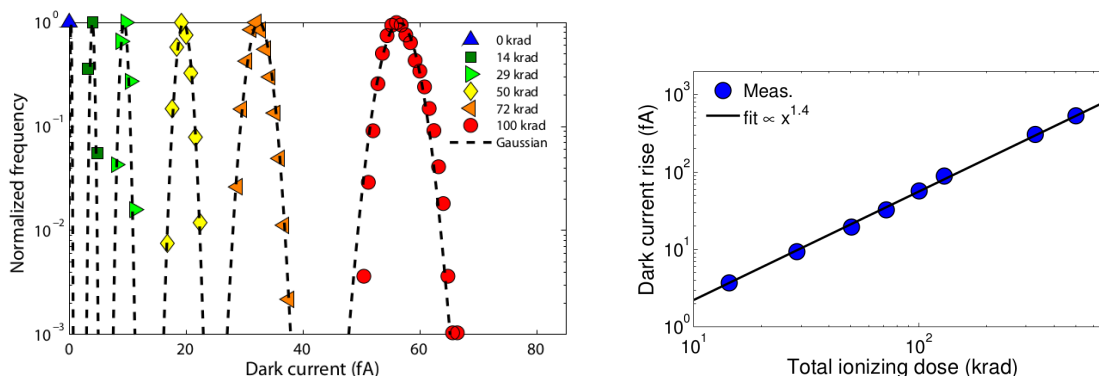 Normalized frequency
10^0
10^-1
10^-2
10^-3
0 20 40 60 80
Dark current (fA)
0 krad
14 krad
29 krad
50 krad
72 krad
100 krad
Gaussian
Dark current rise (fA)
10^3
10^2
10^1
10^0
10^1 10^2
Total ionizing dose (krad)
Meas.
fit ∝ x^1.4